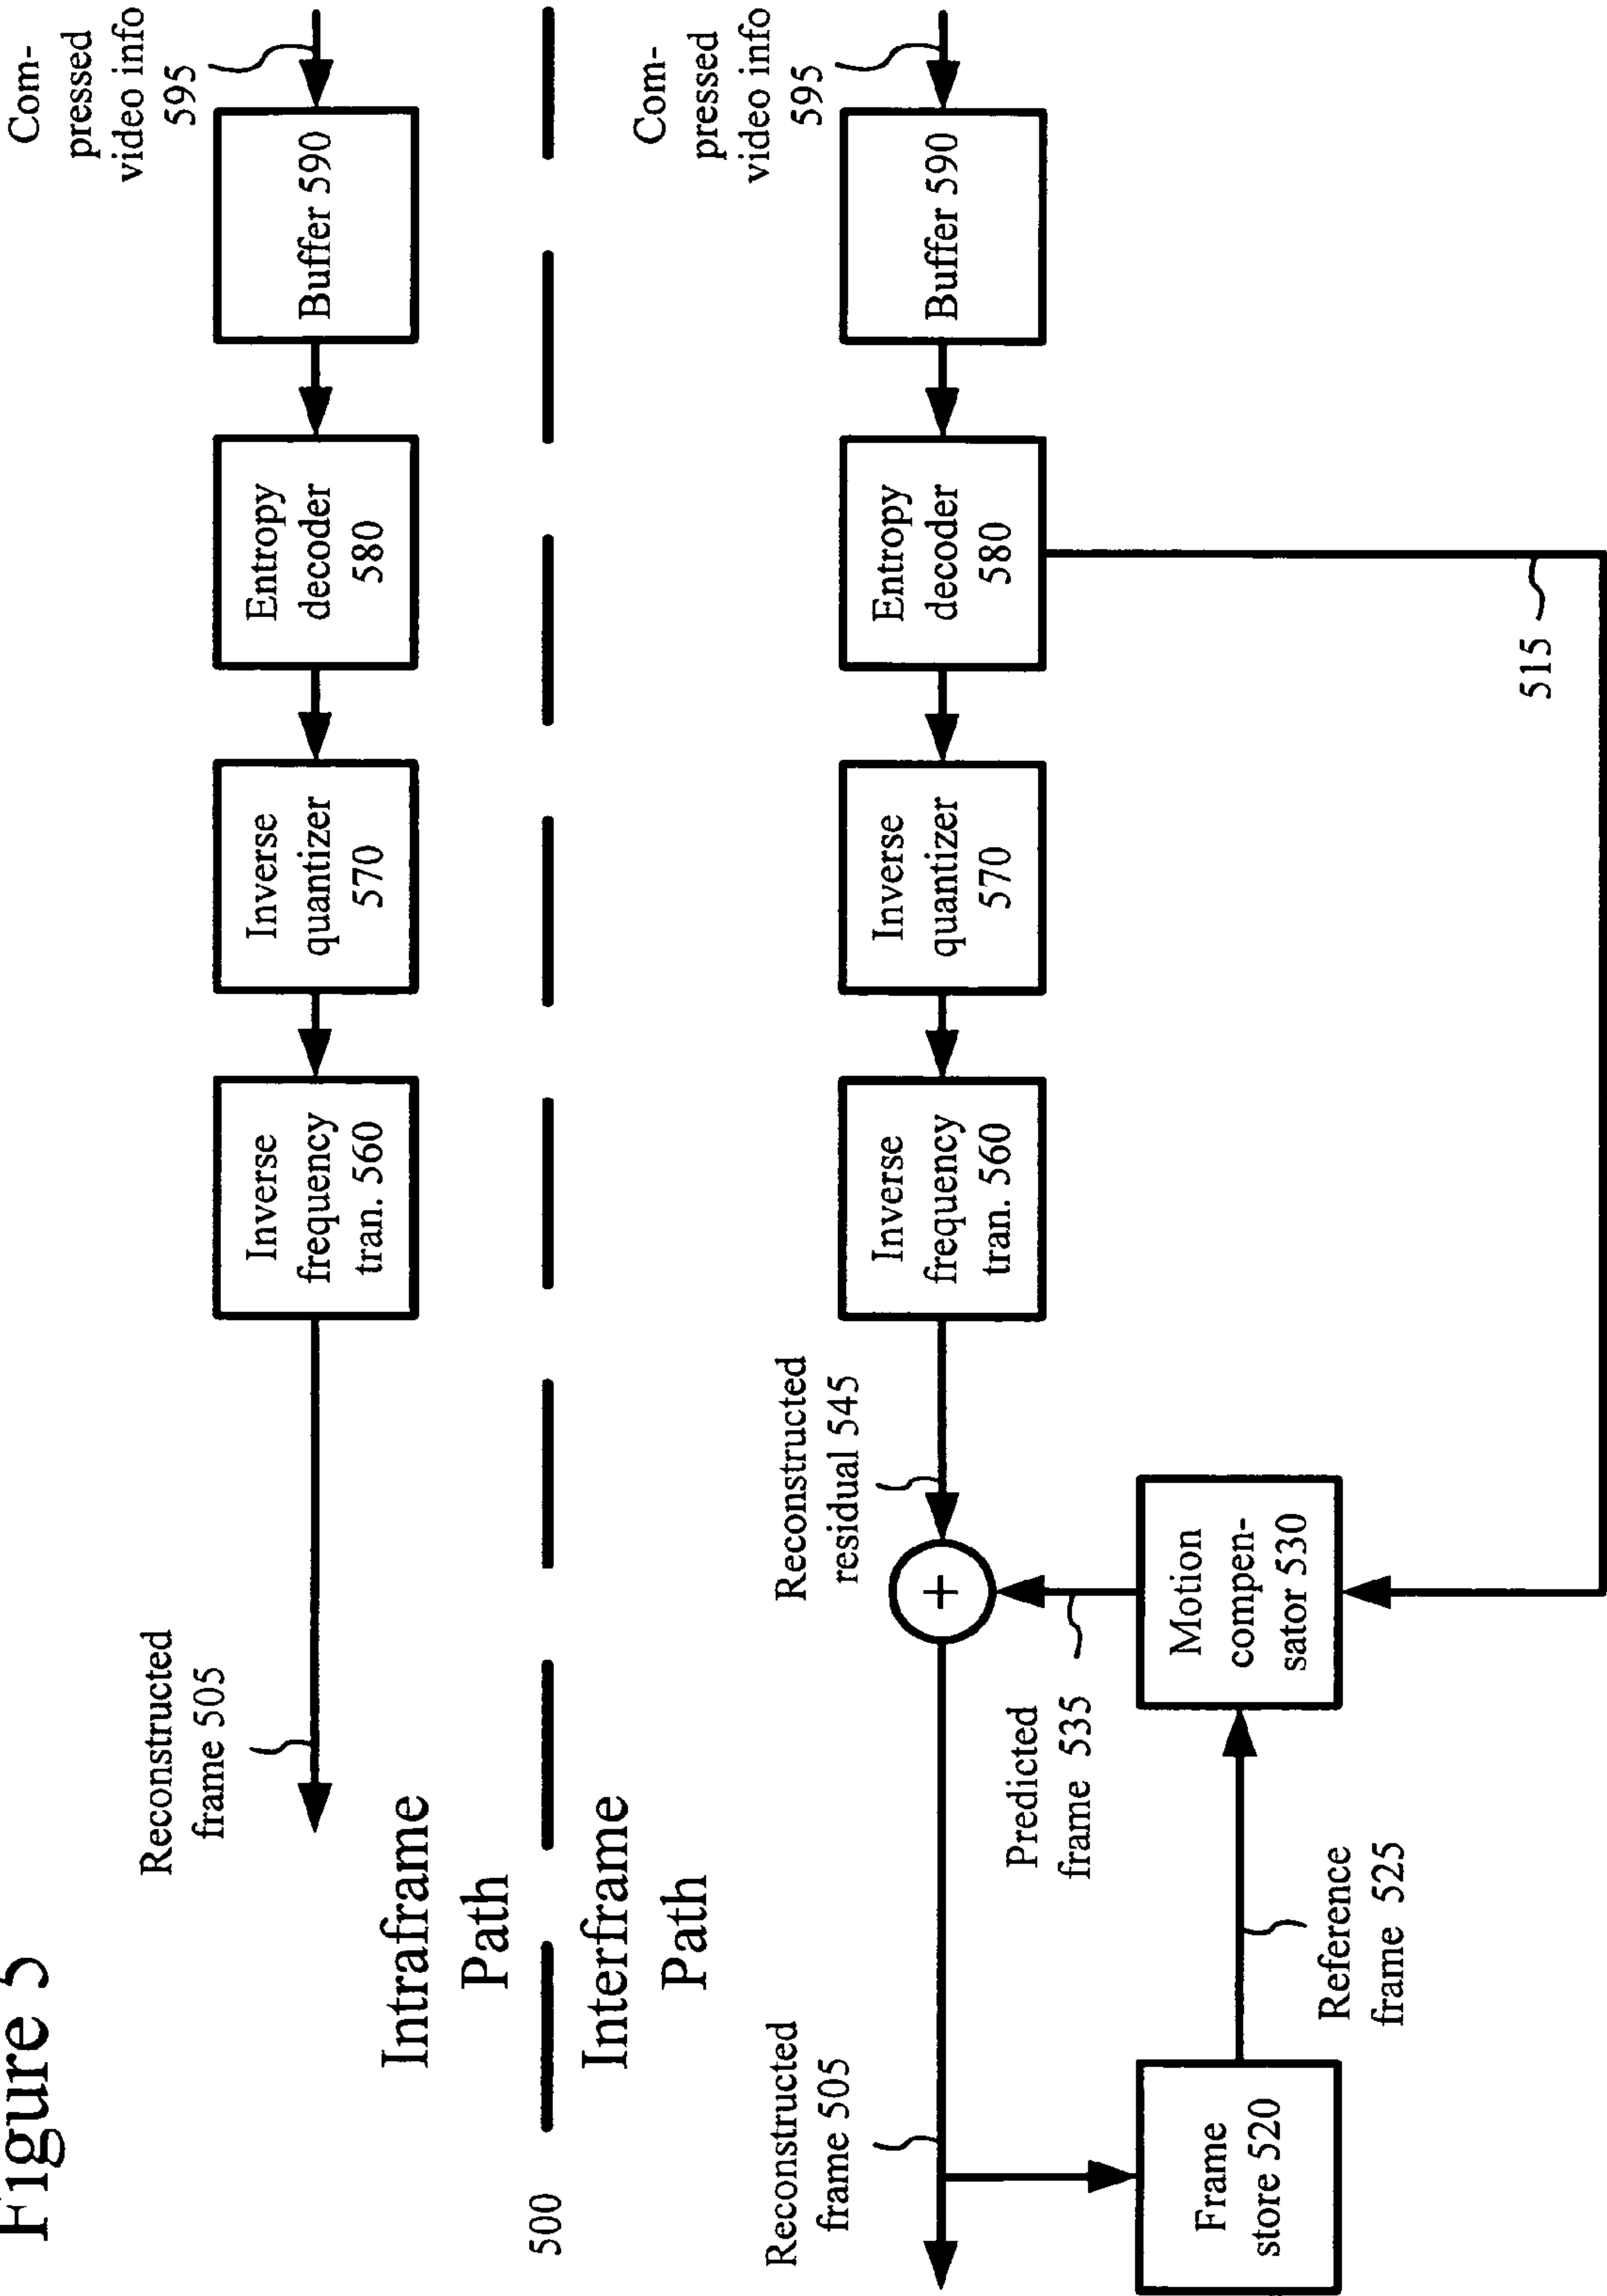 Figure 5
Reconstructed
frame 505
Inverse
frequency
tran. 560
Inverse
quantizer
570
Entropy
decoder
580
Buffer 590
Com-
pressed
video info
595
Intraframe
Path
500
Interframe
Path
Reconstructed
frame 505
Reconstructed
residual 545
+
Inverse
frequency
tran. 560
Inverse
quantizer
570
Entropy
decoder
580
Buffer 590
Com-
pressed
video info
595
Predicted
frame 535
Frame
store 520
Reference
frame 525
Motion
compen-
sator 530
515